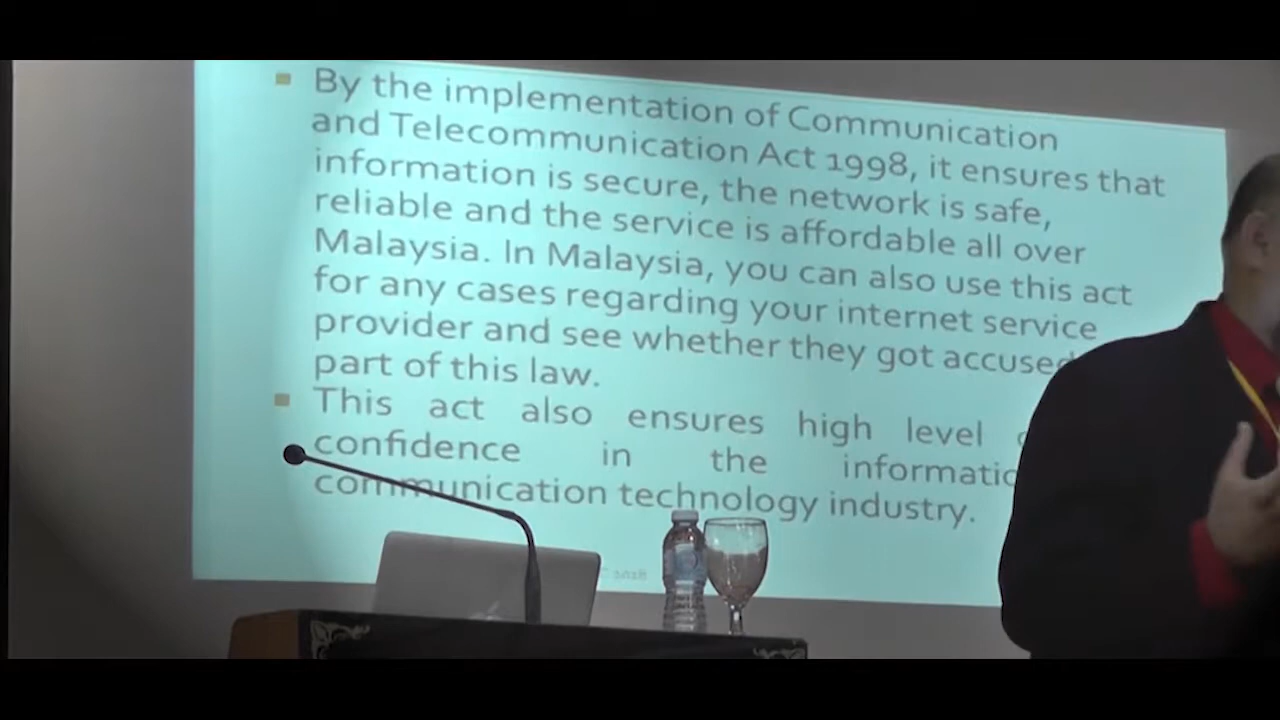 By the implementation of Communication
and Telecommunication Act 1998, it ensures that
information is secure, the network is safe,
reliable and the service is affordable all over
Malaysia. In Malaysia, you can also use this act
for any cases regarding your internet service
provider and see whether they got accused
part of this law.
This act also ensures high level
confidence in the
communication technology industry.